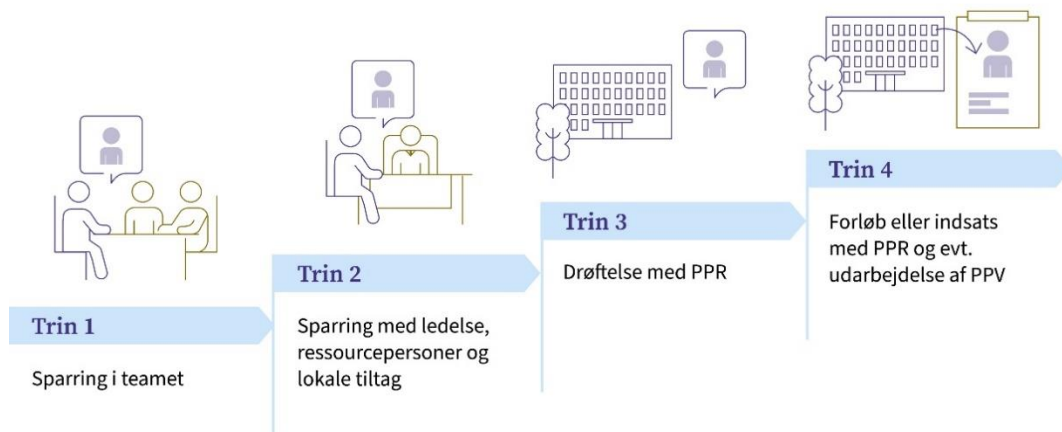 Trin 1
Sparring i teamet
Trin 2
Sparring med ledelse,
ressourcepersoner og
lokale tiltag
Trin 3
Drøftelse med PPR
Trin 4
Forløb eller indsats
med PPR og evt.
udarbejdelse af PPV